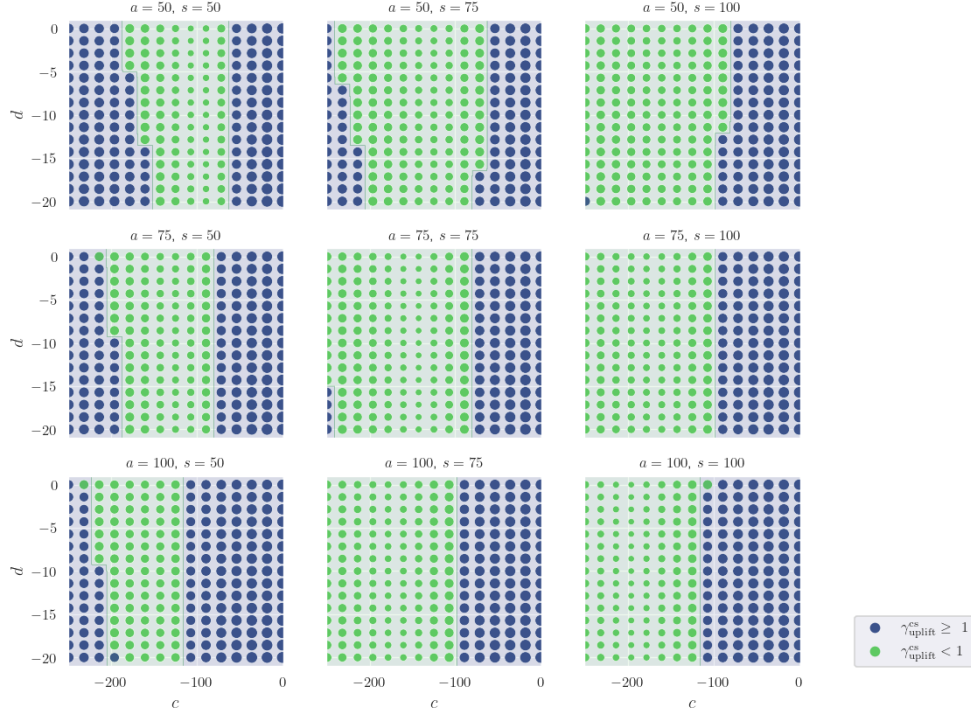 a = 50, s = 50
a = 50, s = 75
a = 50, s = 100
0
−5
−10
−15
−20
d
a = 75, s = 50
a = 75, s = 75
a = 75, s = 100
0
−5
−10
−15
−20
d
a = 100, s = 50
a = 100, s = 75
a = 100, s = 100
0
−5
−10
−15
−20
d
−200 −100 0
−200 −100 0
−200 −100 0
c
c
c
γ^cs_uplift ≥ 1
γ^cs_uplift < 1